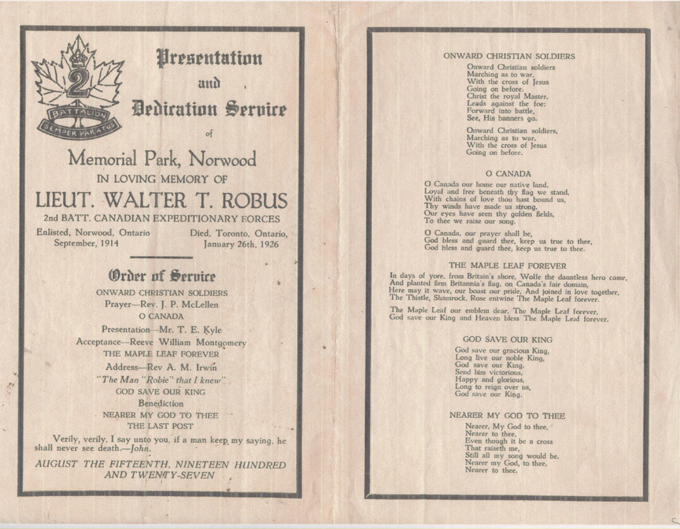 2
BATTALION
SEMPER PARATUS
Presentation
and
Dedication Service
of
Memorial Park, Norwood
IN LOVING MEMORY OF
LIEUT. WALTER T. ROBUS
2nd BATT. CANADIAN EXPEDITIONARY FORCES
Enlisted, Norwood, Ontario
September, 1914
Died, Toronto, Ontario,
January 26th, 1926
Order of Service
ONWARD CHRISTIAN SOLDIERS
Prayer—Rev. J. P. McLellen
O CANADA
Presentation—Mr. T. E. Kyle
Acceptance—Reeve William Montgomery
THE MAPLE LEAF FOREVER
Address—Rev A. M. Irwin
"The Man "Robie" that I knew"
GOD SAVE OUR KING
Benediction
NEARER MY GOD TO THEE
THE LAST POST
Verily, verily, I say unto you, if a man keep my saying, he
shall never see death.—John.
AUGUST THE FIFTEENTH, NINETEEN HUNDRED
AND TWENTY-SEVEN
ONWARD CHRISTIAN SOLDIERS
Onward Christian soldiers
Marching as to war,
With the cross of Jesus
Going on before.
Christ the royal Master,
Leads against the foe:
Forward into battle,
See, His banners go.
Onward Christian soldiers,
Marching as to war,
With the cross of Jesus
Going on before.
O CANADA
O Canada our home our native land,
Loyal and free beneath thy flag we stand,
With chains of love thou hast bound us,
Thy winds have made us strong,
Our eyes have seen thy golden fields,
To thee we raise our song.
O Canada, our prayer shall be,
God bless and guard thee, keep us true to thee,
God bless and guard thee, keep us true to thee.
THE MAPLE LEAF FOREVER
In days of yore, from Britain's shore, Wolfe the dauntless hero came,
And planted firm Britannia's flag, on Canada's fair domain,
Here may it wave, our boast our pride, And joined in love together,
The Thistle, Shamrock, Rose entwine The Maple Leaf forever.
The Maple Leaf our emblem dear, The Maple Leaf forever,
God save our King and Heaven bless The Maple Leaf forever.
GOD SAVE OUR KING
God save our gracious King,
Long live our noble King,
God save our King.
Send him victorious,
Happy and glorious,
Long to reign over us,
God save our King.
NEARER MY GOD TO THEE
Nearer, My God to thee,
Nearer to thee,
Even though it be a cross
That raiseth me,
Still all my song would be,
Nearer my God, to thee,
Nearer to thee.